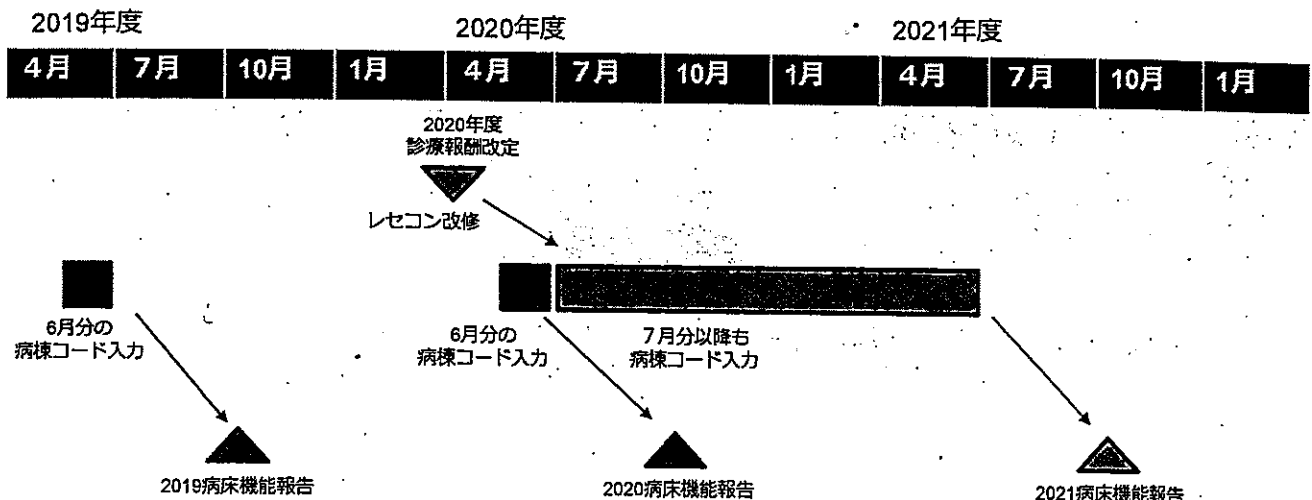 2019年度
2020年度
2021年度
4月 7月 10月 1月 4月 7月 10月 1月 4月 7月 10月 1月
2020年度
診療報酬改定
レセコン改修
6月分の
病棟コード入力
6月分の
病棟コード入力
7月分以降も
病棟コード入力
2019病床機能報告
2020病床機能報告
2021病床機能報告